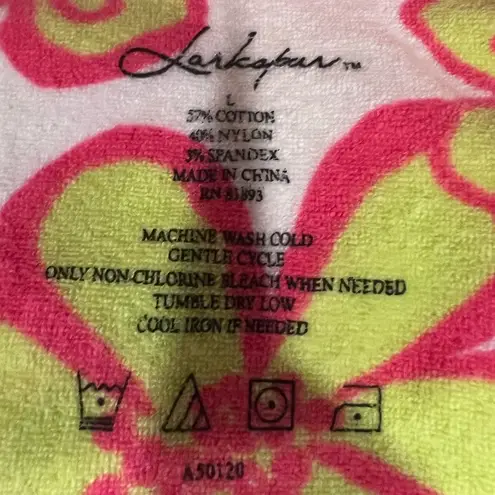 Larkspur™
L
57% COTTON
40% NYLON
3% SPANDEX
MADE IN CHINA
RN 83893
MACHINE WASH COLD
GENTLE CYCLE
ONLY NON-CHLORINE BLEACH WHEN NEEDED
TUMBLE DRY LOW
COOL IRON IF NEEDED
A50120